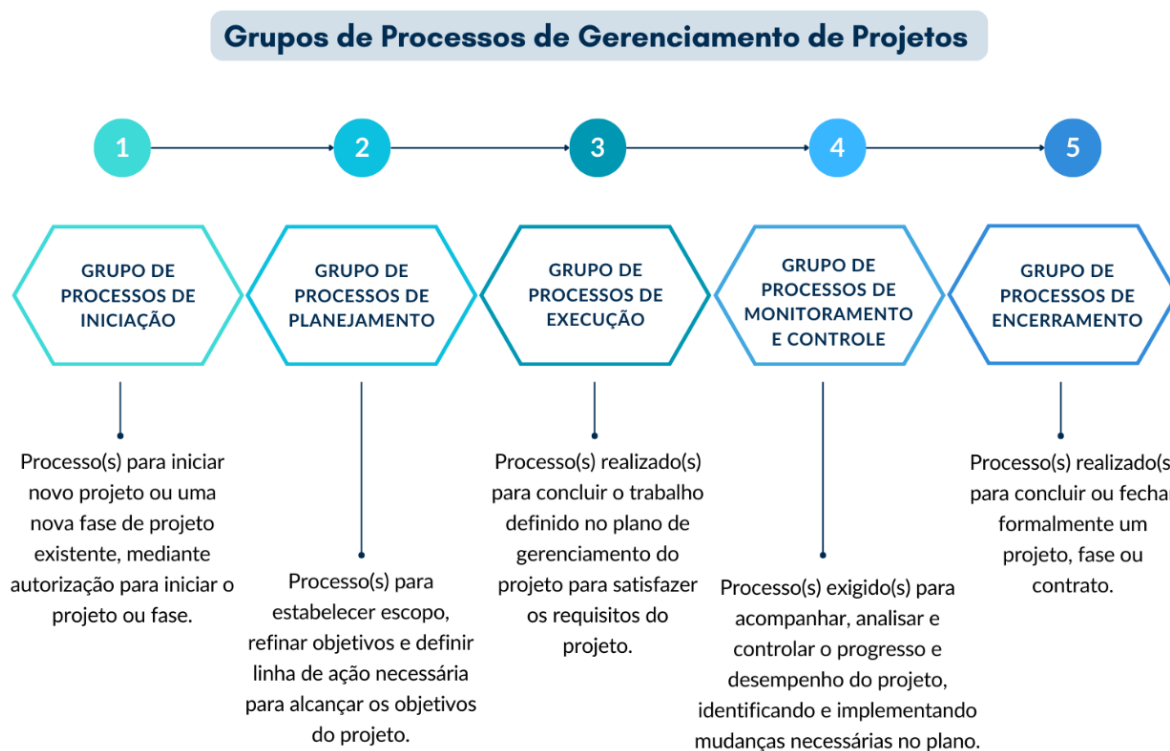 Grupos de Processos de Gerenciamento de Projetos
1
2
3
4
5
GRUPO DE
PROCESSOS DE
INICIAÇÃO
GRUPO DE
PROCESSOS DE
PLANEJAMENTO
GRUPO DE
PROCESSOS DE
EXECUÇÃO
GRUPO DE
PROCESSOS DE
MONITORAMENTO
E CONTROLE
GRUPO DE
PROCESSOS DE
ENCERRAMENTO
Processo(s) para iniciar
novo projeto ou uma
nova fase de projeto
existente, mediante
autorização para iniciar o
projeto ou fase.
Processo(s) para
estabelecer escopo,
refinar objetivos e definir
linha de ação necessária
para alcançar os objetivos
do projeto.
Processo(s) realizado(s)
para concluir o trabalho
definido no plano de
gerenciamento do
projeto para satisfazer
os requisitos do
projeto.
Processo(s) exigido(s) para
acompanhar, analisar e
controlar o progresso e
desempenho do projeto,
identificando e implementando
mudanças necessárias no plano.
Processo(s) realizado(s
para concluir ou fechar
formalmente um
projeto, fase ou
contrato.